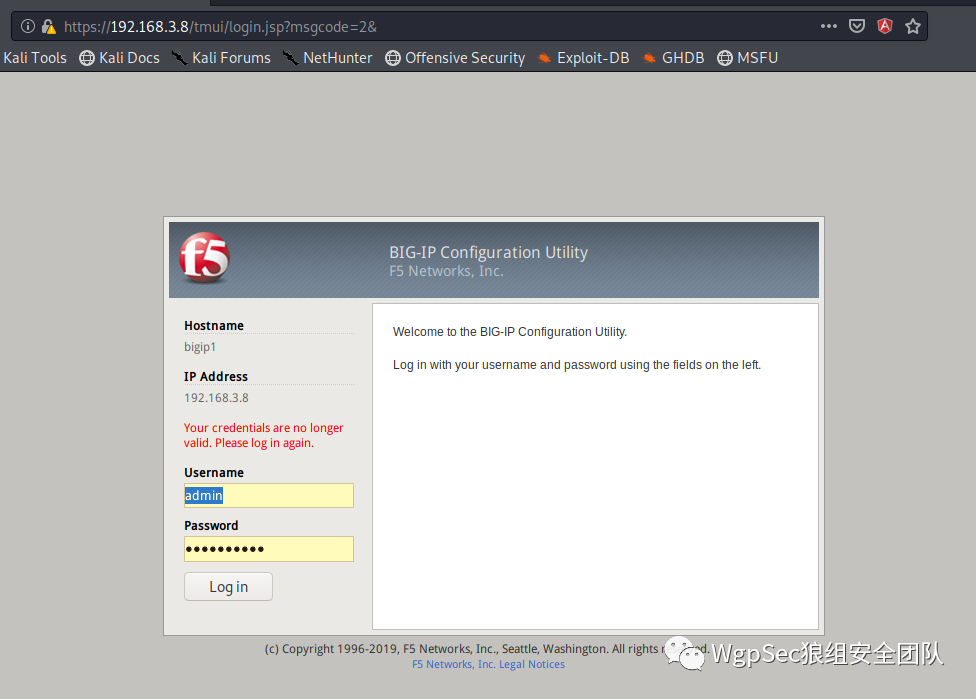 https://192.168.3.8/tmui/login.jsp?msgcode=2&
Kali Tools Kali Docs Kali Forums NetHunter Offensive Security Exploit-DB GHDB MSFU
f5
BIG-IP Configuration Utility
F5 Networks, Inc.
Hostname
bigip1
IP Address
192.168.3.8
Your credentials are no longer
valid. Please log in again.
Username
admin
Password
●●●●●●●●●●
Log in
Welcome to the BIG-IP Configuration Utility.
Log in with your username and password using the fields on the left.
(c) Copyright 1996-2019, F5 Networks, Inc., Seattle, Washington. All rights
F5 Networks, Inc. Legal Notices
WgpSec狼组安全团队